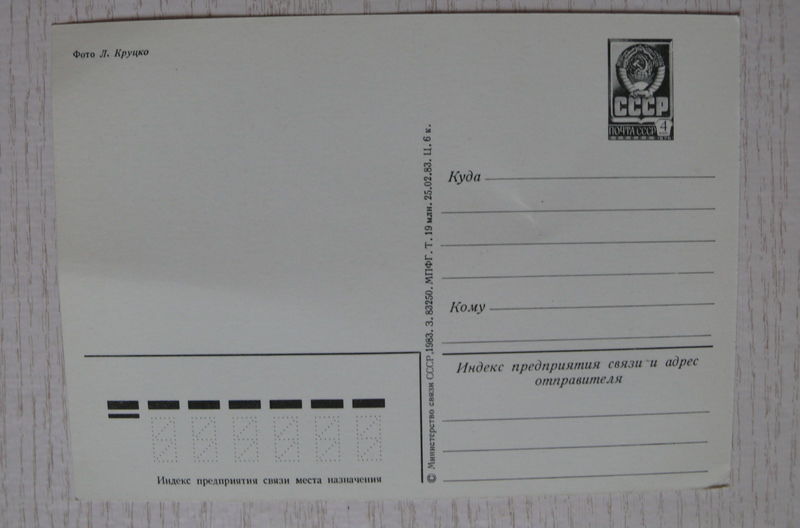 Фото Л. Круцко
СССР
ПОЧТА СССР 4
Куда
Кому
© Министерство связи СССР, 1983. З. 83250. МПФГ. Т. 19 млн. 25.02.83. Ц. 6 к.
Индекс предприятия связи и адрес
отправителя
Индекс предприятия связи места назначения